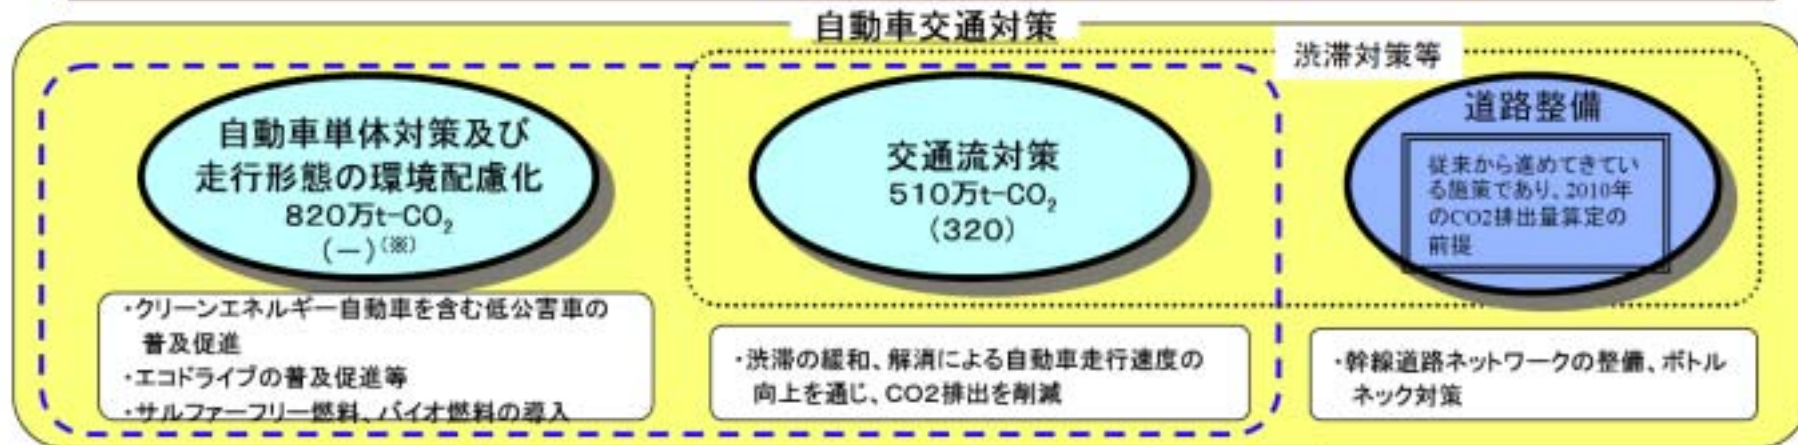 自動車交通対策
渋滞対策等
自動車単体対策及び
走行形態の環境配慮化
820万t-CO₂
(-)(※)
・クリーンエネルギー自動車を含む低公害車の
普及促進
・エコドライブの普及促進等
・サルファーフリー燃料、バイオ燃料の導入
交通流対策
510万t-CO₂
(320)
・渋滞の緩和、解消による自動車走行速度の
向上を通じ、CO2排出を削減
道路整備
従来から進めてきてい
る施策であり、2010年
のCO2排出量算定の
前提
・幹線道路ネットワークの整備、ボトル
ネック対策